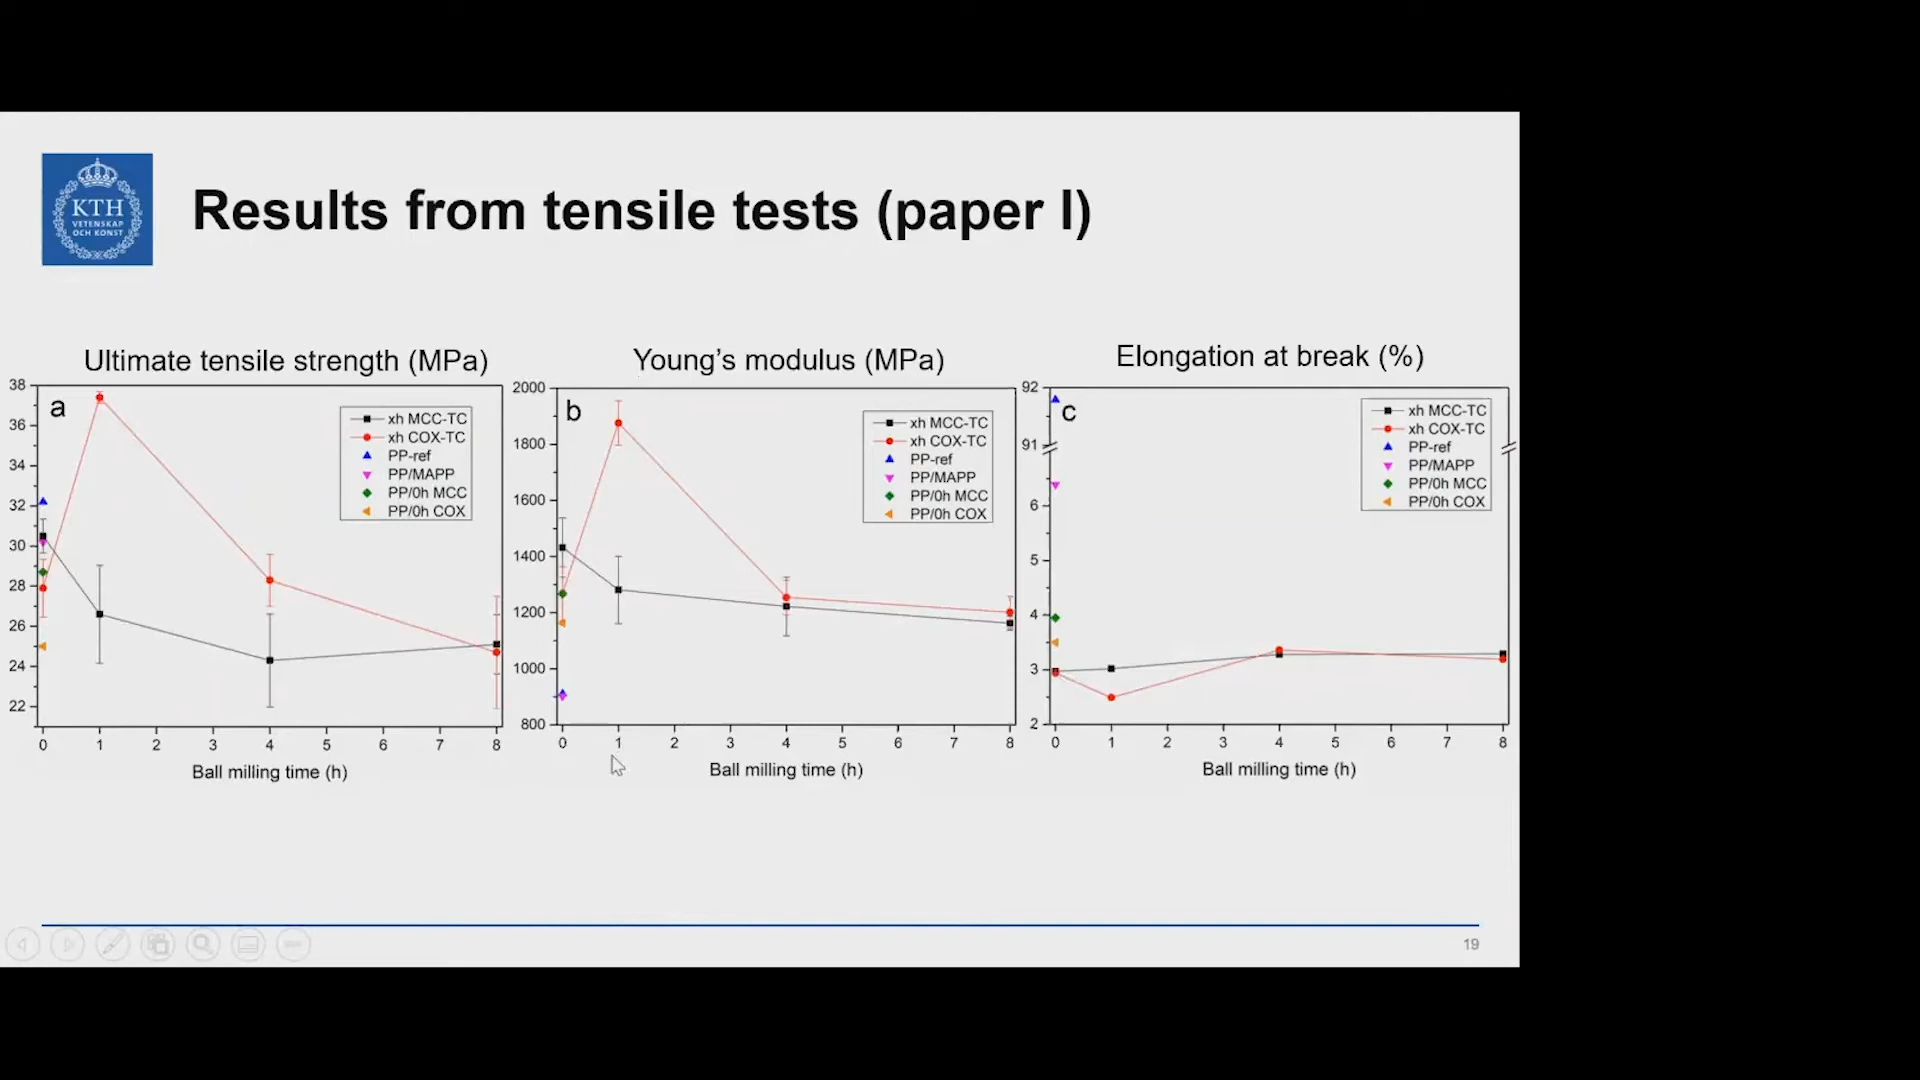 KTH
VETENSKAP
OCH KONST
Results from tensile tests (paper I)
Ultimate tensile strength (MPa)
38
36
34
32
30
28
26
24
22
a
xh MCC-TC
xh COX-TC
PP-ref
PP/MAPP
PP/0h MCC
PP/0h COX
0 1 2 3 4 5 6 7 8
Ball milling time (h)
Young's modulus (MPa)
2000
1800
1600
1400
1200
1000
800
b
xh MCC-TC
xh COX-TC
PP-ref
PP/MAPP
PP/0h MCC
PP/0h COX
0 1 2 3 4 5 6 7 8
Ball milling time (h)
Elongation at break (%)
92
91
6
5
4
3
2
c
xh MCC-TC
xh COX-TC
PP-ref
PP/MAPP
PP/0h MCC
PP/0h COX
0 1 2 3 4 5 6 7 8
Ball milling time (h)
19